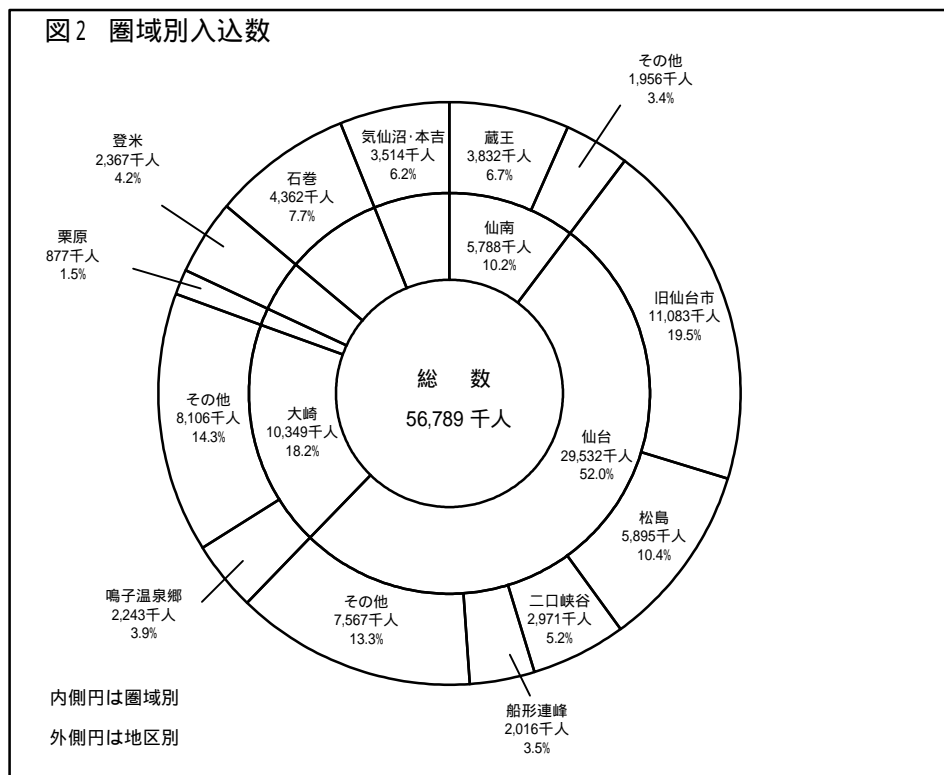 図2 圏域別入込数
その他
1,956千人
3.4%
気仙沼・本吉
3,514千人
6.2%
蔵王
3,832千人
6.7%
登米
2,367千人
4.2%
石巻
4,362千人
7.7%
仙南
5,788千人
10.2%
栗原
877千人
1.5%
旧仙台市
11,083千人
19.5%
総 数
56,789 千人
その他
8,106千人
14.3%
大崎
10,349千人
18.2%
仙台
29,532千人
52.0%
松島
5,895千人
10.4%
鳴子温泉郷
2,243千人
3.9%
その他
7,567千人
13.3%
二口峡谷
2,971千人
5.2%
船形連峰
2,016千人
3.5%
内側円は圏域別
外側円は地区別